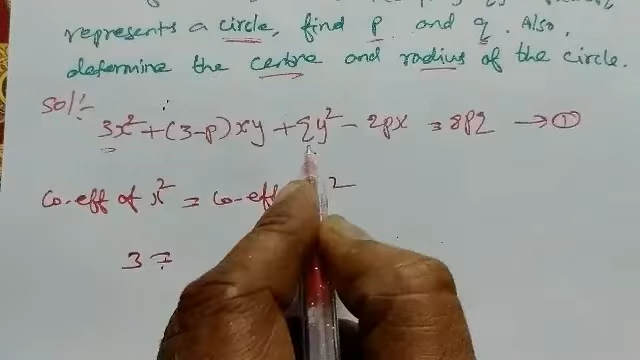 represents a circle, find p and q. Also,
determine the centre and radius of the circle.
Sol:-
3x² + (3-p)xy + qy² - 2px = 8pq → ①
Co-eff of x² = Co-eff 2
3 =